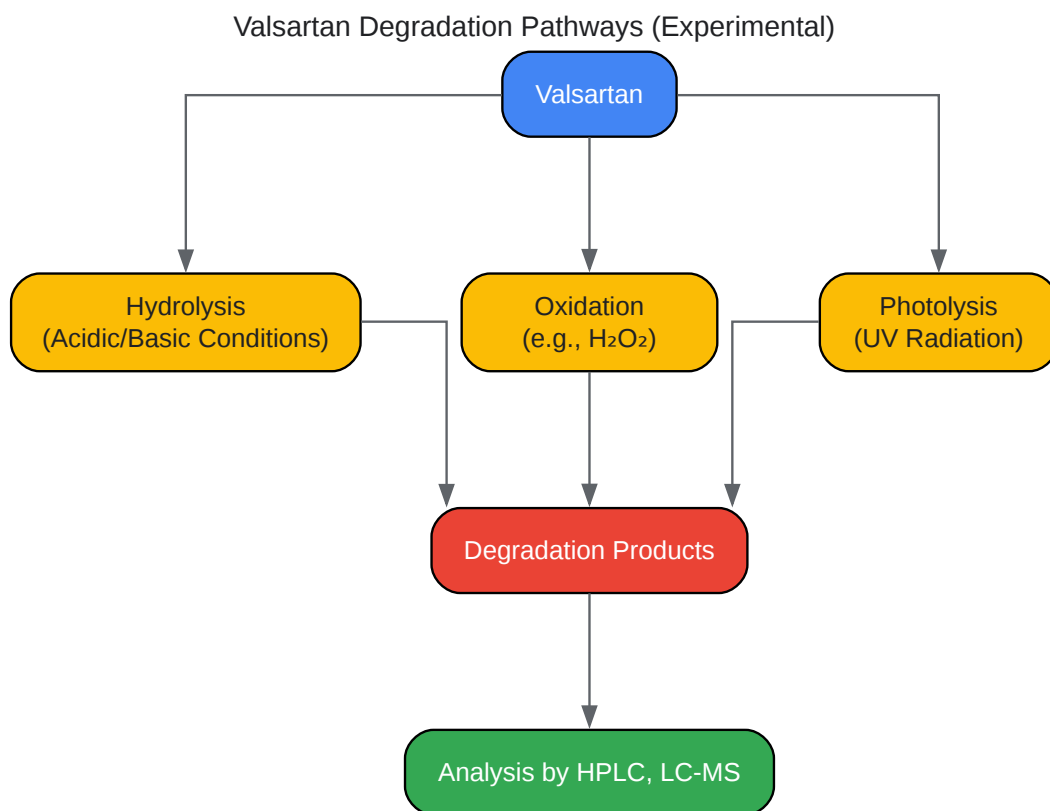 Valsartan Degradation Pathways (Experimental)
Valsartan
Hydrolysis
(Acidic/Basic Conditions)
Oxidation
(e.g., H₂O₂)
Photolysis
(UV Radiation)
Degradation Products
Analysis by HPLC, LC-MS